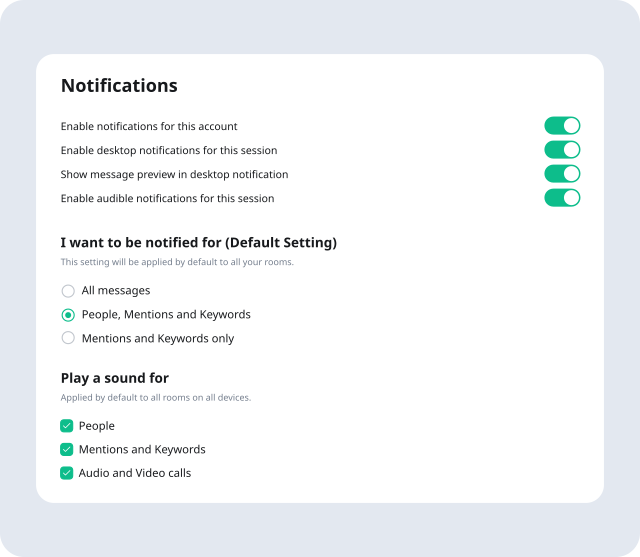 Notifications
Enable notifications for this account
Enable desktop notifications for this session
Show message preview in desktop notification
Enable audible notifications for this session
I want to be notified for (Default Setting)
This setting will be applied by default to all your rooms.
All messages
People, Mentions and Keywords
Mentions and Keywords only
Play a sound for
Applied by default to all rooms on all devices.
People
Mentions and Keywords
Audio and Video calls